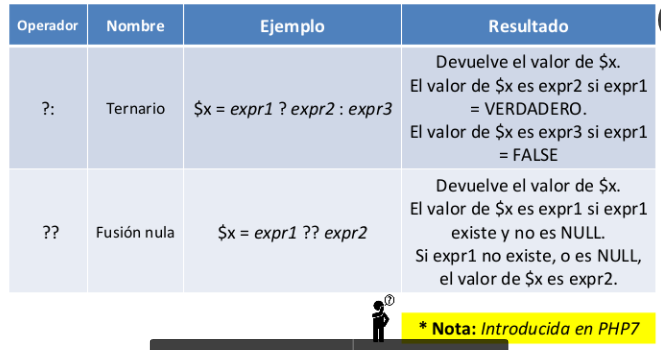 Operador Nombre Ejemplo Resultado
?: Ternario $x = expr1 ? expr2 : expr3
Devuelve el valor de $x.
El valor de $x es expr2 si expr1
= VERDADERO.
El valor de $x es expr3 si expr1
= FALSE
?? Fusión nula $x = expr1 ?? expr2
Devuelve el valor de $x.
El valor de $x es expr1 si expr1
existe y no es NULL.
Si expr1 no existe, o es NULL,
el valor de $x es expr2.
?
* Nota: Introducida en PHP7